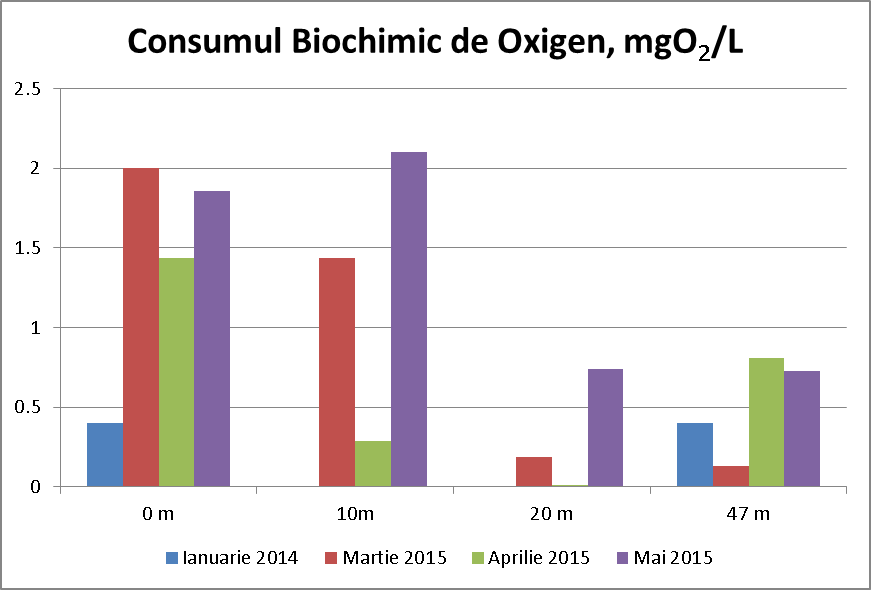 Consumul Biochimic de Oxigen, mgO₂/L
2.5
2
1.5
1
0.5
0
0 m 10m 20 m 47 m
Ianuarie 2014 Martie 2015 Aprilie 2015 Mai 2015